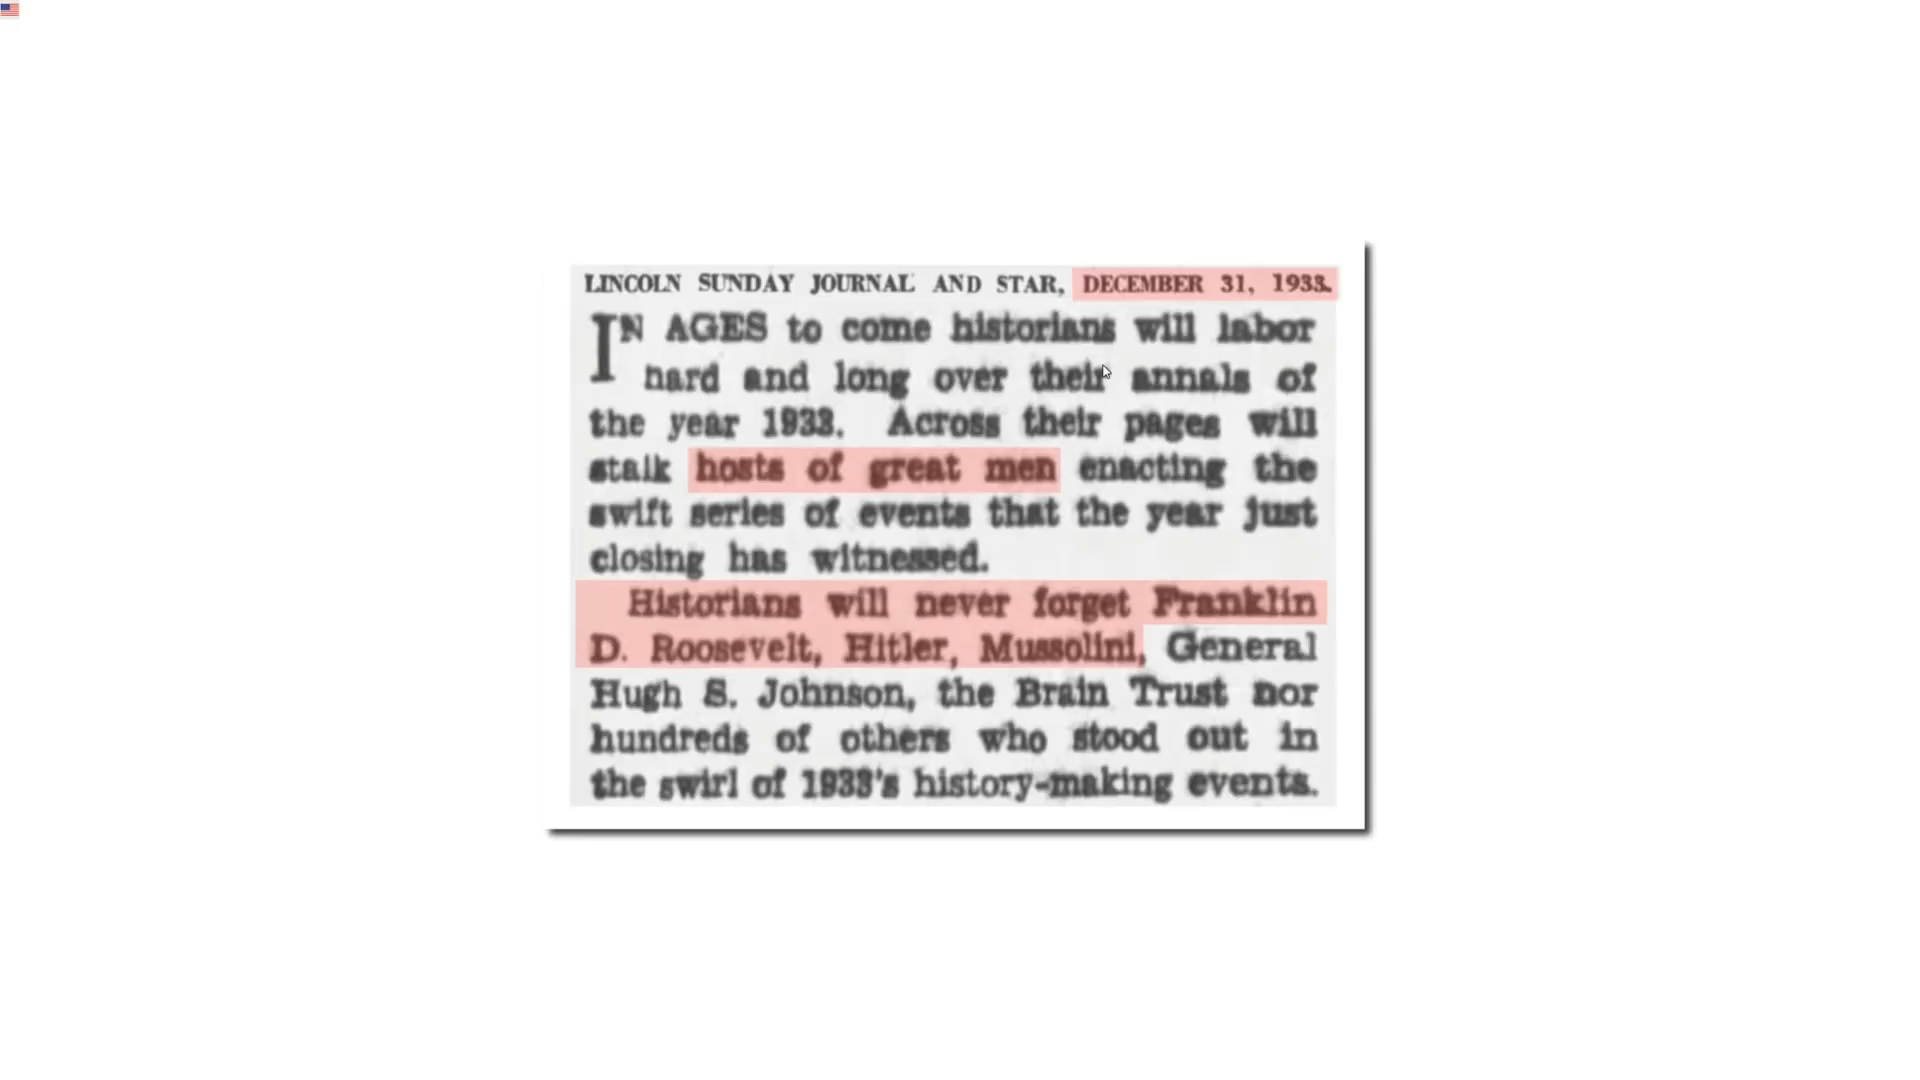 LINCOLN SUNDAY JOURNAL AND STAR, DECEMBER 31, 1933.
IN AGES to come historians will labor
hard and long over their annals of
the year 1933. Across their pages will
stalk hosts of great men enacting the
swift series of events that the year just
closing has witnessed.
Historians will never forget Franklin
D. Roosevelt, Hitler, Mussolini, General
Hugh S. Johnson, the Brain Trust nor
hundreds of others who stood out in
the swirl of 1933's history-making events.